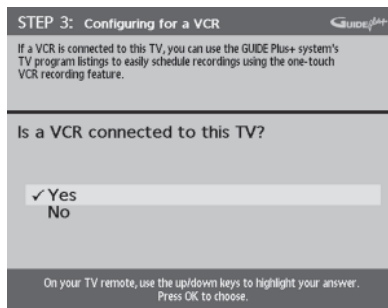 STEP 3: Configuring for a VCR
GUIDE plus+
If a VCR is connected to this TV, you can use the GUIDE Plus+ system's
TV program listings to easily schedule recordings using the one-touch
VCR recording feature.
Is a VCR connected to this TV?
✓ Yes
No
On your TV remote, use the up/down keys to highlight your answer.
Press OK to choose.